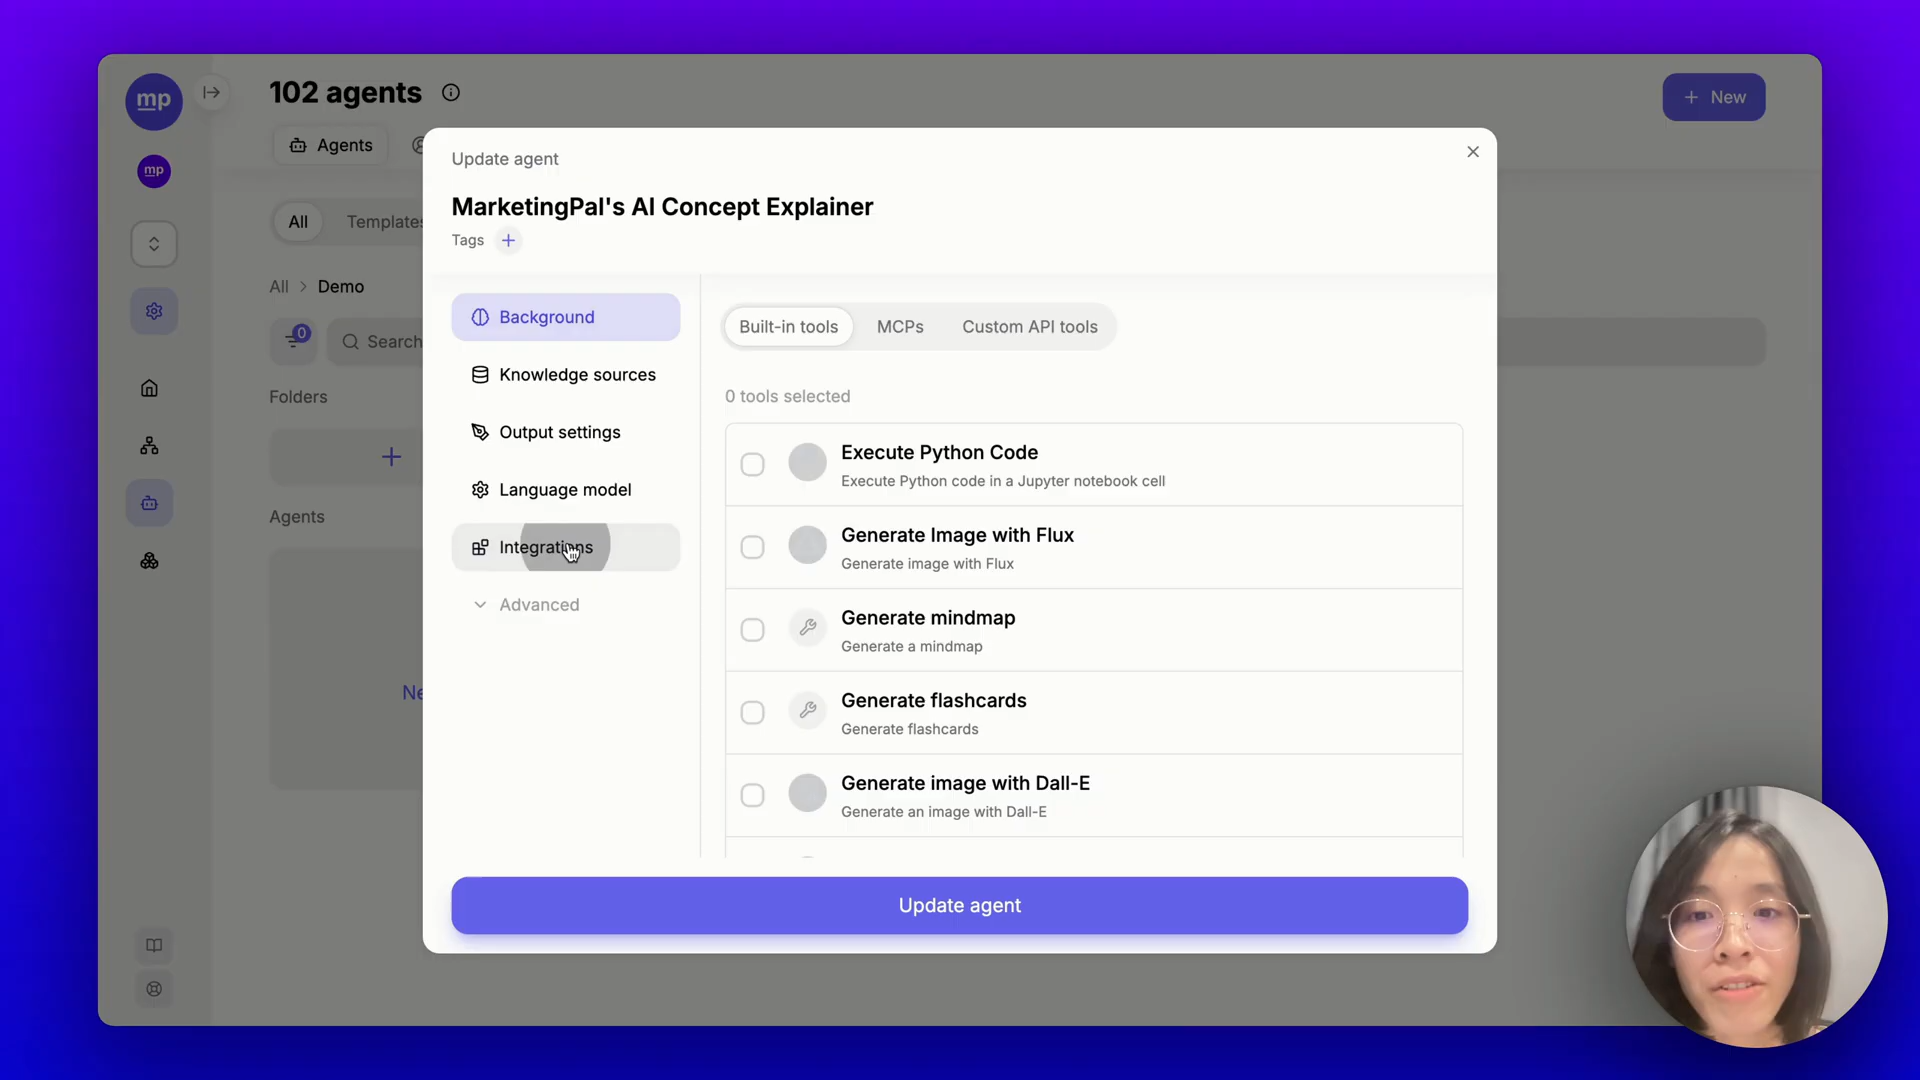 mp
102 agents
New
Agents
mp
All
Templates
All > Demo
0
Search
Folders
Agents
Ne
Update agent
MarketingPal's AI Concept Explainer
Tags
Background
Knowledge sources
Output settings
Language model
Integrations
Advanced
Built-in tools
MCPs
Custom API tools
0 tools selected
Execute Python Code
Execute Python code in a Jupyter notebook cell
Generate Image with Flux
Generate image with Flux
Generate mindmap
Generate a mindmap
Generate flashcards
Generate flashcards
Generate image with Dall-E
Generate an image with Dall-E
Update agent